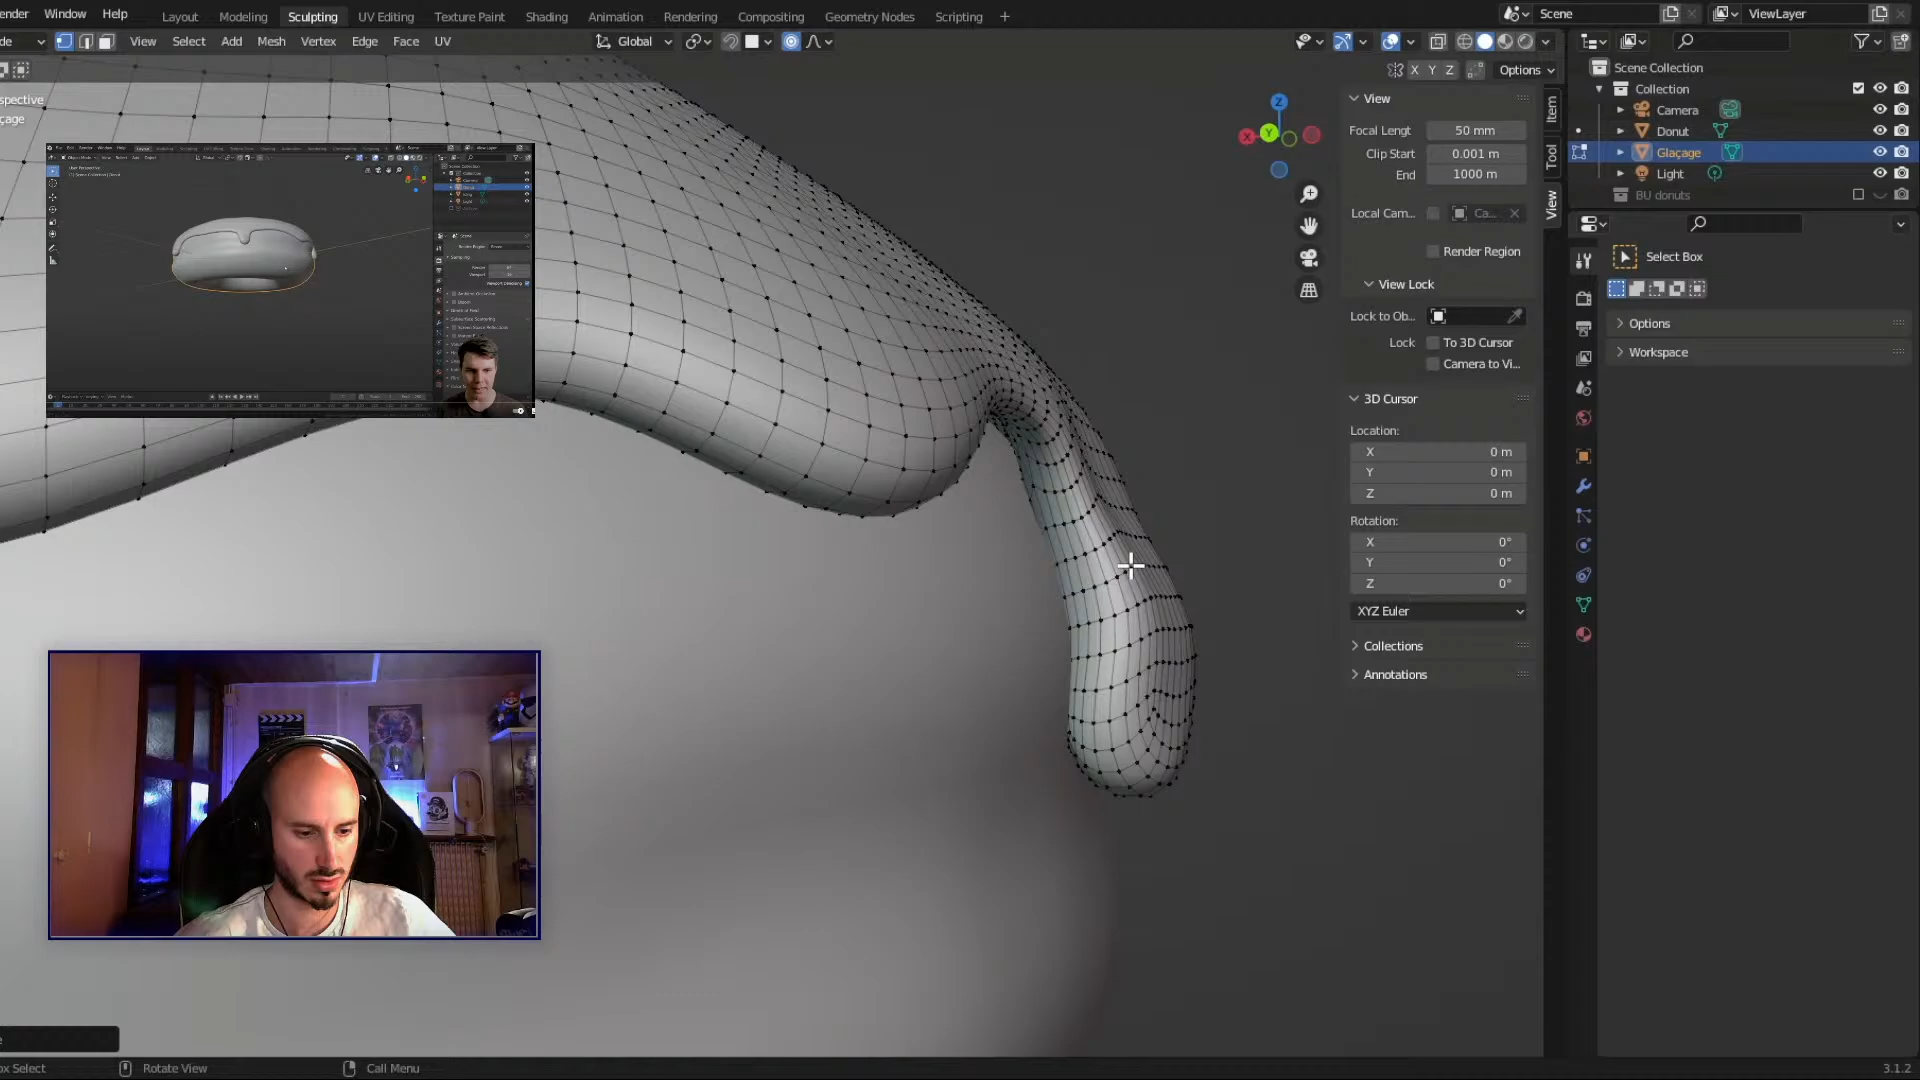 ender Window Help Layout Modeling Sculpting UV Editing Texture Paint Shading Animation Rendering Compositing Geometry Nodes Scripting + Scene ViewLayer
de View Select Add Mesh Vertex Edge Face UV Global
X Y Z Options
spective
çage
View
Focal Lengt 50 mm
Clip Start 0.001 m
End 1000 m
Local Cam... Ca...
Render Region
View Lock
Lock to Ob...
Lock To 3D Cursor
Camera to Vi...
3D Cursor
Location:
X 0 m
Y 0 m
Z 0 m
Rotation:
X 0°
Y 0°
Z 0°
XYZ Euler
Collections
Annotations
Item
Tool
View
Z
Y
X
Scene Collection
Collection
Camera
Donut
Glaçage
Light
BU donuts
Select Box
Options
Workspace
e
ox Select Rotate View Call Menu 3.1.2